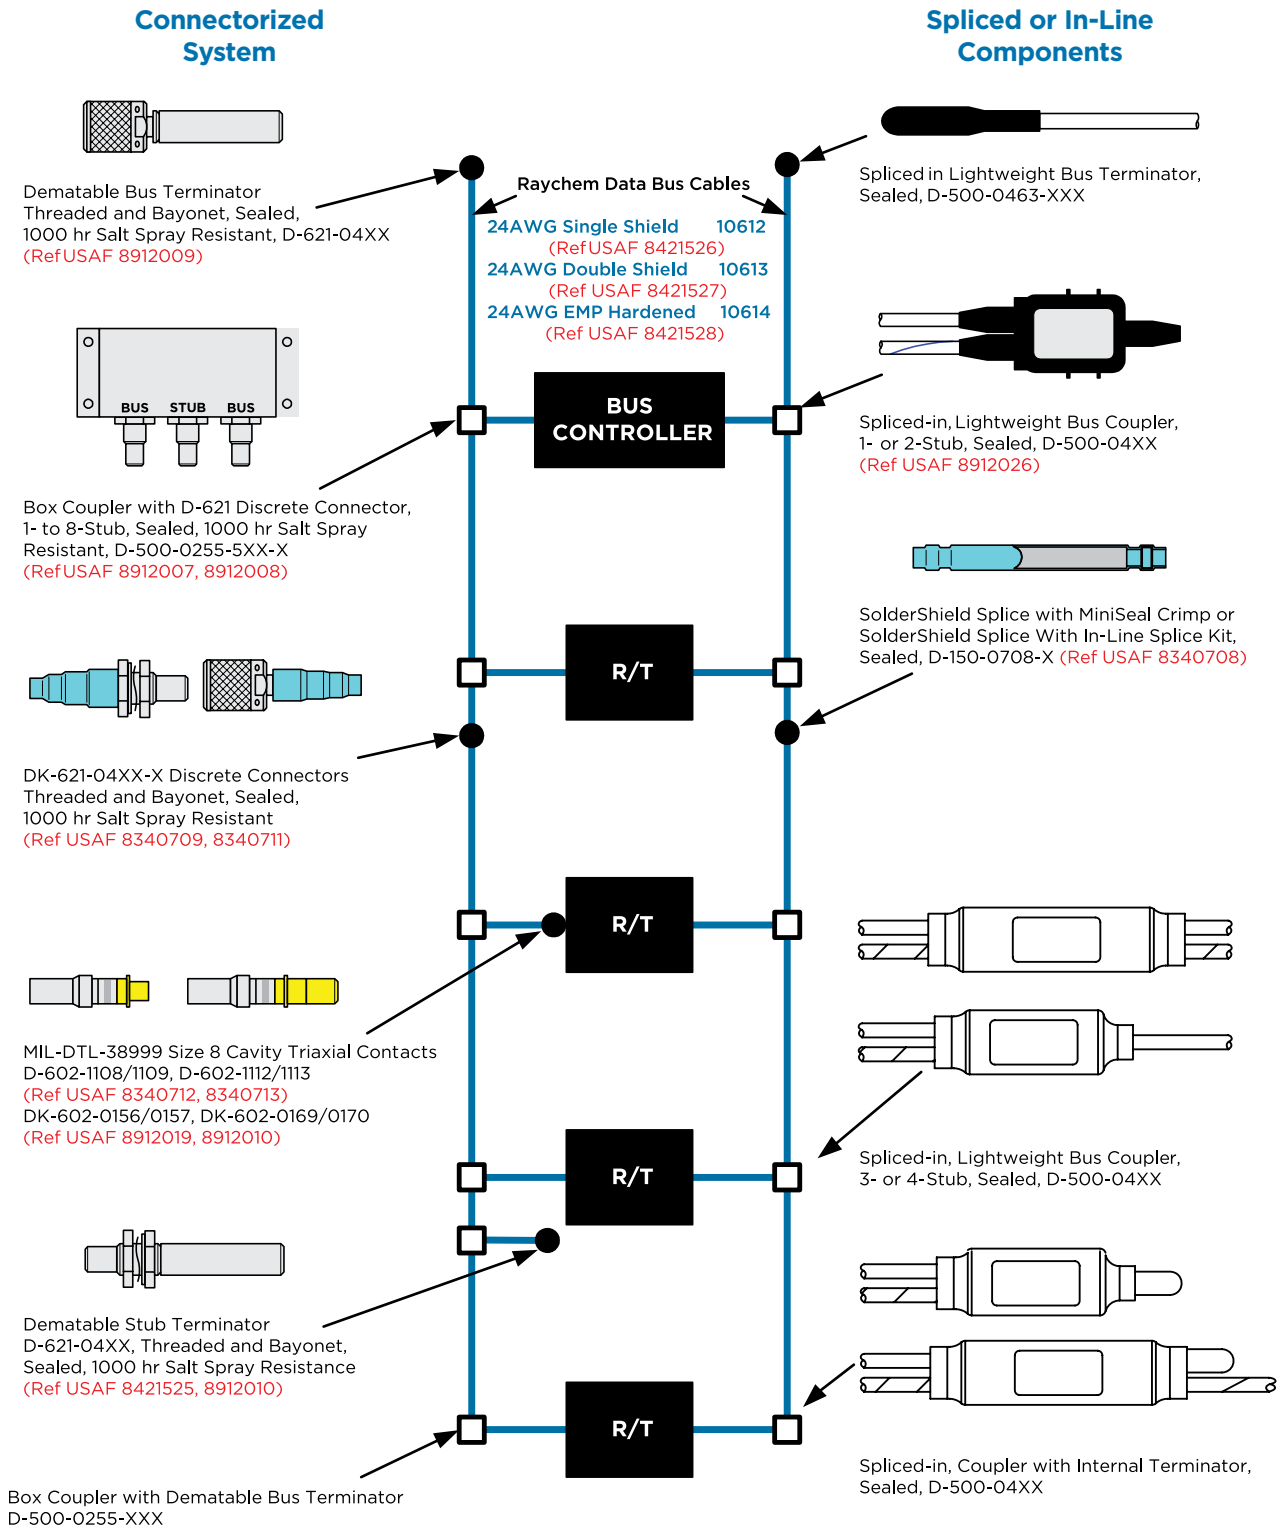 Connectorized
System
Dematable Bus Terminator
Threaded and Bayonet, Sealed,
1000 hr Salt Spray Resistant, D-621-04XX
(Ref USAF 8912009)
BUS STUB BUS
Box Coupler with D-621 Discrete Connector,
1- to 8-Stub, Sealed, 1000 hr Salt Spray
Resistant, D-500-0255-5XX-X
(Ref USAF 8912007, 8912008)
DK-621-04XX-X Discrete Connectors
Threaded and Bayonet, Sealed,
1000 hr Salt Spray Resistant
(Ref USAF 8340709, 8340711)
MIL-DTL-38999 Size 8 Cavity Triaxial Contacts
D-602-1108/1109, D-602-1112/1113
(Ref USAF 8340712, 8340713)
DK-602-0156/0157, DK-602-0169/0170
(Ref USAF 8912019, 8912010)
Dematable Stub Terminator
D-621-04XX, Threaded and Bayonet,
Sealed, 1000 hr Salt Spray Resistance
(Ref USAF 8421525, 8912010)
Box Coupler with Dematable Bus Terminator
D-500-0255-XXX
Raychem Data Bus Cables
24AWG Single Shield 10612
(Ref USAF 8421526)
24AWG Double Shield 10613
(Ref USAF 8421527)
24AWG EMP Hardened 10614
(Ref USAF 8421528)
BUS
CONTROLLER
R/T
R/T
R/T
R/T
Spliced or In-Line
Components
Spliced in Lightweight Bus Terminator,
Sealed, D-500-0463-XXX
Spliced-in, Lightweight Bus Coupler,
1- or 2-Stub, Sealed, D-500-04XX
(Ref USAF 8912026)
SolderShield Splice with MiniSeal Crimp or
SolderShield Splice With In-Line Splice Kit,
Sealed, D-150-0708-X (Ref USAF 8340708)
Spliced-in, Lightweight Bus Coupler,
3- or 4-Stub, Sealed, D-500-04XX
Spliced-in, Coupler with Internal Terminator,
Sealed, D-500-04XX